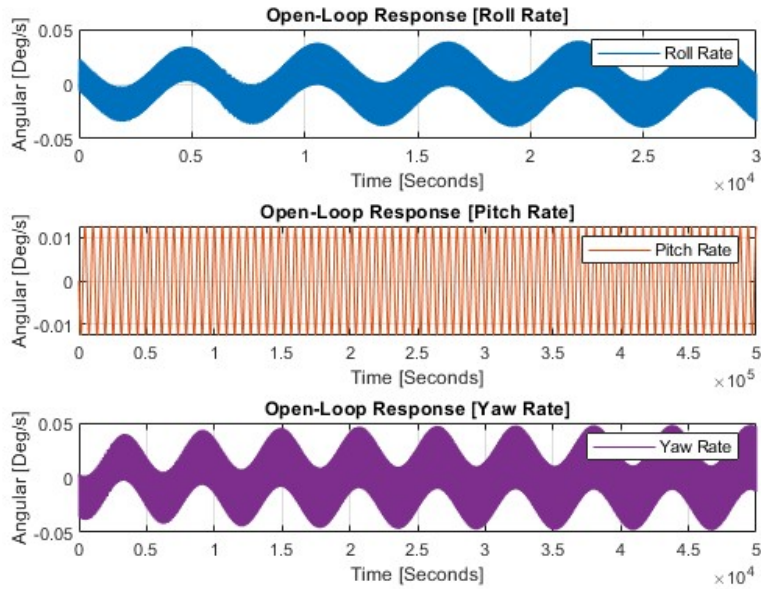 Open-Loop Response [Roll Rate]
Angular [Deg/s]
0.05
0
-0.05
Roll Rate
0 0.5 1 1.5 2 2.5 3
Time [Seconds]
× 10^4
Open-Loop Response [Pitch Rate]
Angular [Deg/s]
0.01
0
-0.01
Pitch Rate
0 0.5 1 1.5 2 2.5 3 3.5 4 4.5 5
Time [Seconds]
× 10^5
Open-Loop Response [Yaw Rate]
Angular [Deg/s]
0.05
0
-0.05
Yaw Rate
0 0.5 1 1.5 2 2.5 3 3.5 4 4.5 5
Time [Seconds]
× 10^4